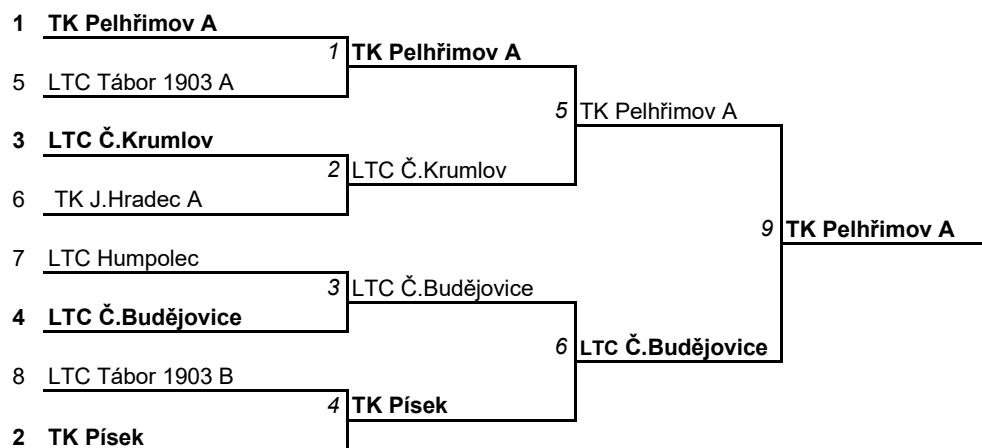 1 TK Pelhřimov A
1 TK Pelhřimov A
5 LTC Tábor 1903 A
5 TK Pelhřimov A
3 LTC Č.Krumlov
2 LTC Č.Krumlov
6 TK J.Hradec A
9 TK Pelhřimov A
7 LTC Humpolec
3 LTC Č.Budějovice
4 LTC Č.Budějovice
6 LTC Č.Budějovice
8 LTC Tábor 1903 B
4 TK Písek
2 TK Písek